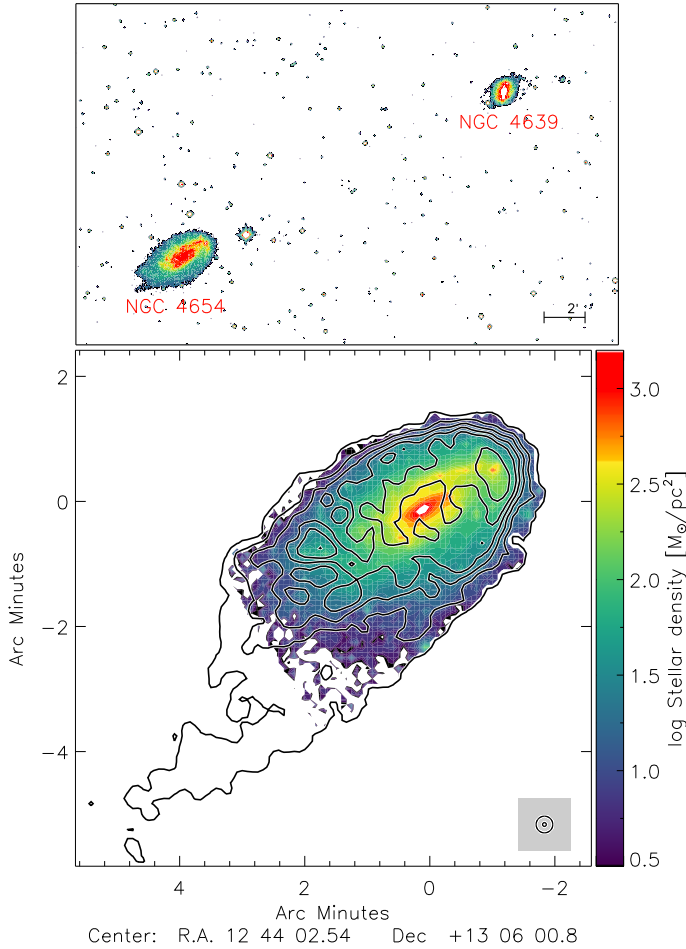 NGC 4639
NGC 4654
2'
2
0
−2
−4
Arc Minutes
4
2
0
−2
Arc Minutes
3.0
2.5
2.0
1.5
1.0
0.5
log Stellar density [M⊙/pc²]
Center: R.A. 12 44 02.54 Dec +13 06 00.8